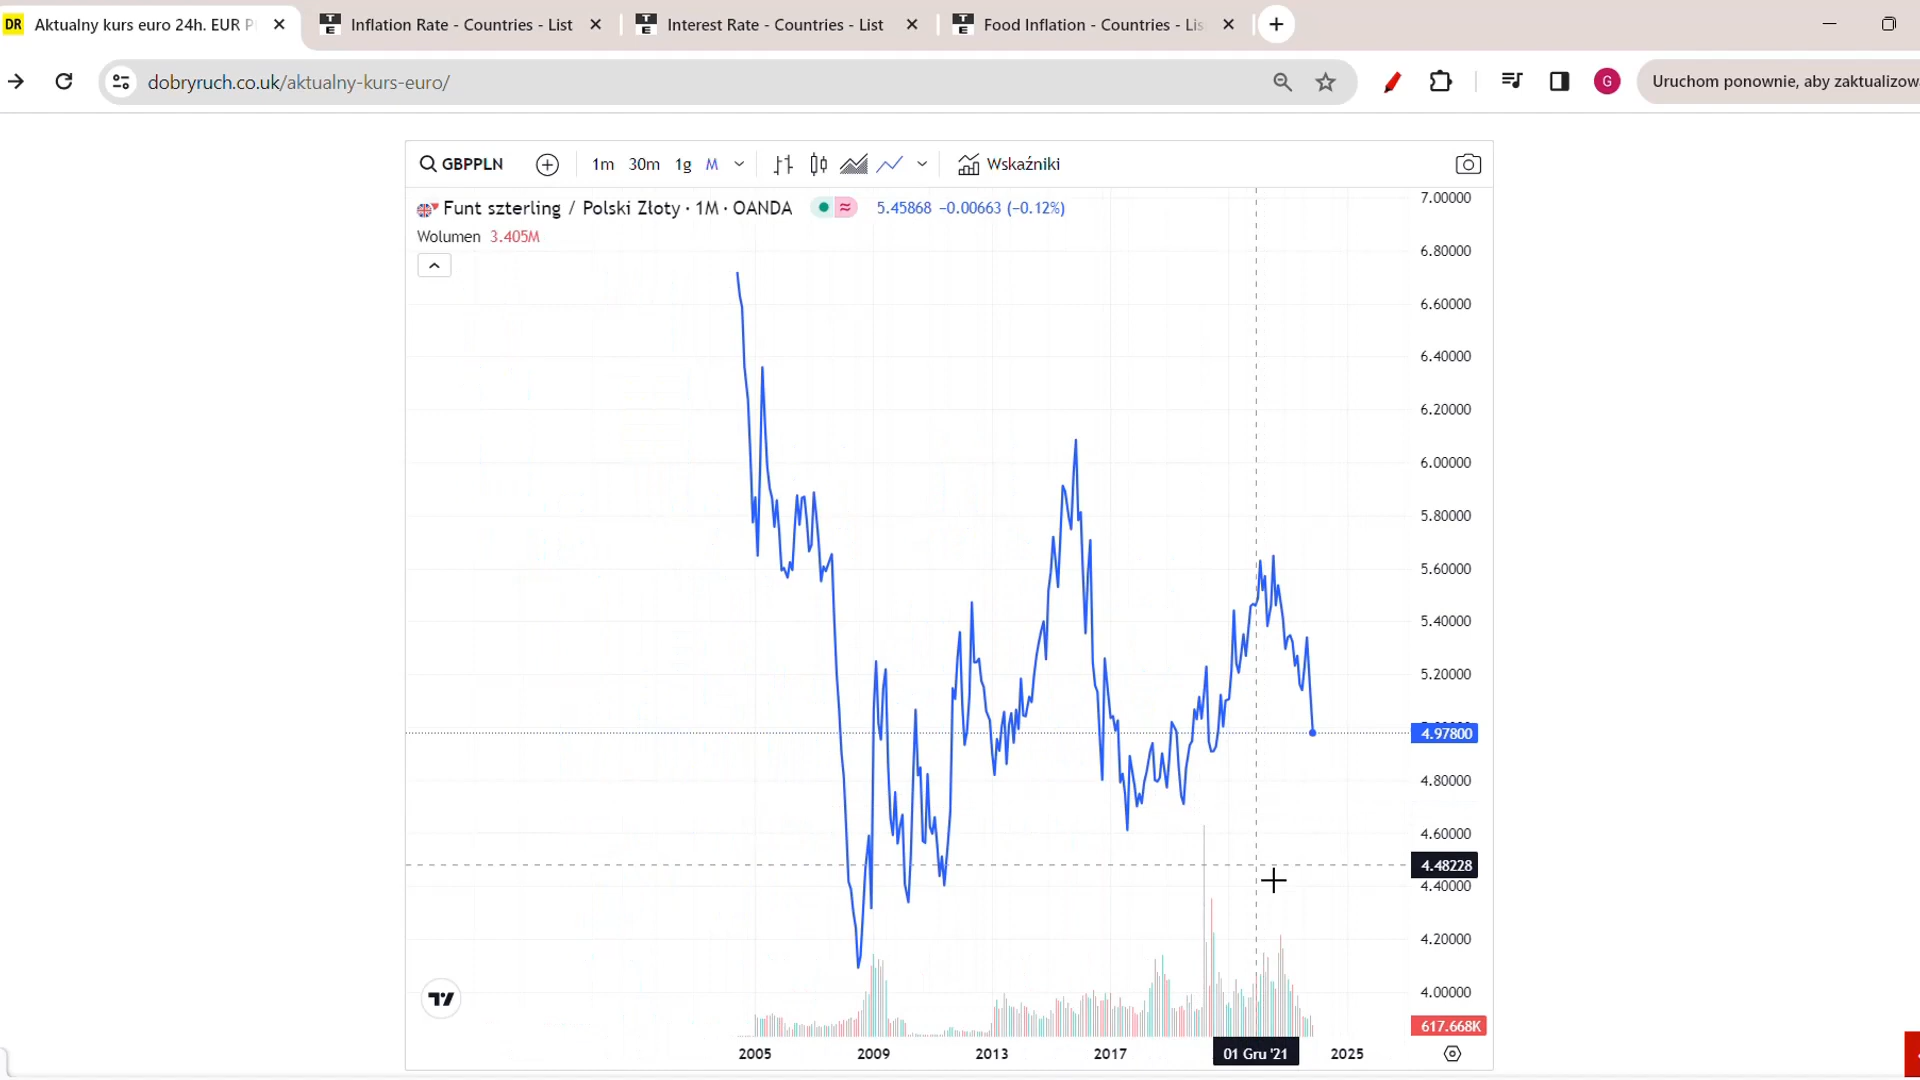 DR Aktualny kurs euro 24h. EUR P
TE Inflation Rate - Countries - List
TE Interest Rate - Countries - List
TE Food Inflation - Countries - Lis
dobryruch.co.uk/aktualny-kurs-euro/
G
Uruchom ponownie, aby zaktualizow
GBPPLN
1m 30m 1g M
Wskaźniki
Funt szterling / Polski Złoty · 1M · OANDA
5.45868 −0.00663 (−0.12%)
Wolumen 3.405M
7.00000
6.80000
6.60000
6.40000
6.20000
6.00000
5.80000
5.60000
5.40000
5.20000
4.97800
4.80000
4.60000
4.48228
4.40000
4.20000
4.00000
617.668K
2005 2009 2013 2017 01 Gru '21 2025